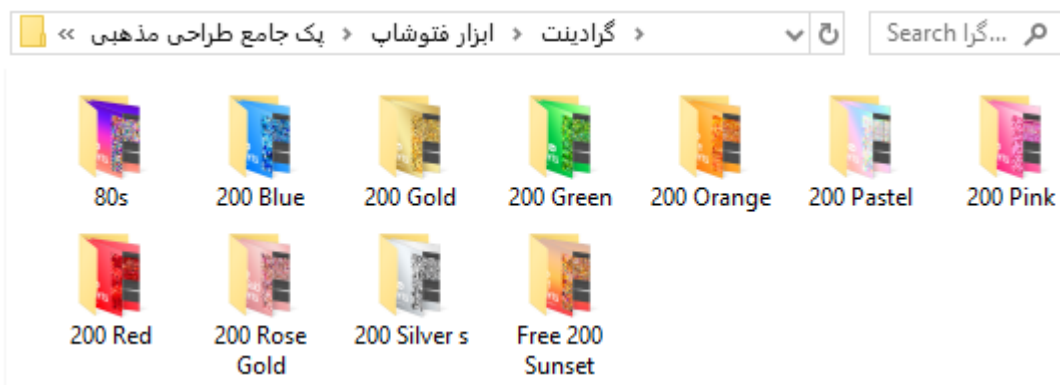 « پک جامع طراحی مذهبی › ابزار فتوشاپ › گرادینت ›
Search گرا...
80s
200 Blue
200 Gold
200 Green
200 Orange
200 Pastel
200 Pink
200 Red
200 Rose Gold
200 Silver s
Free 200 Sunset